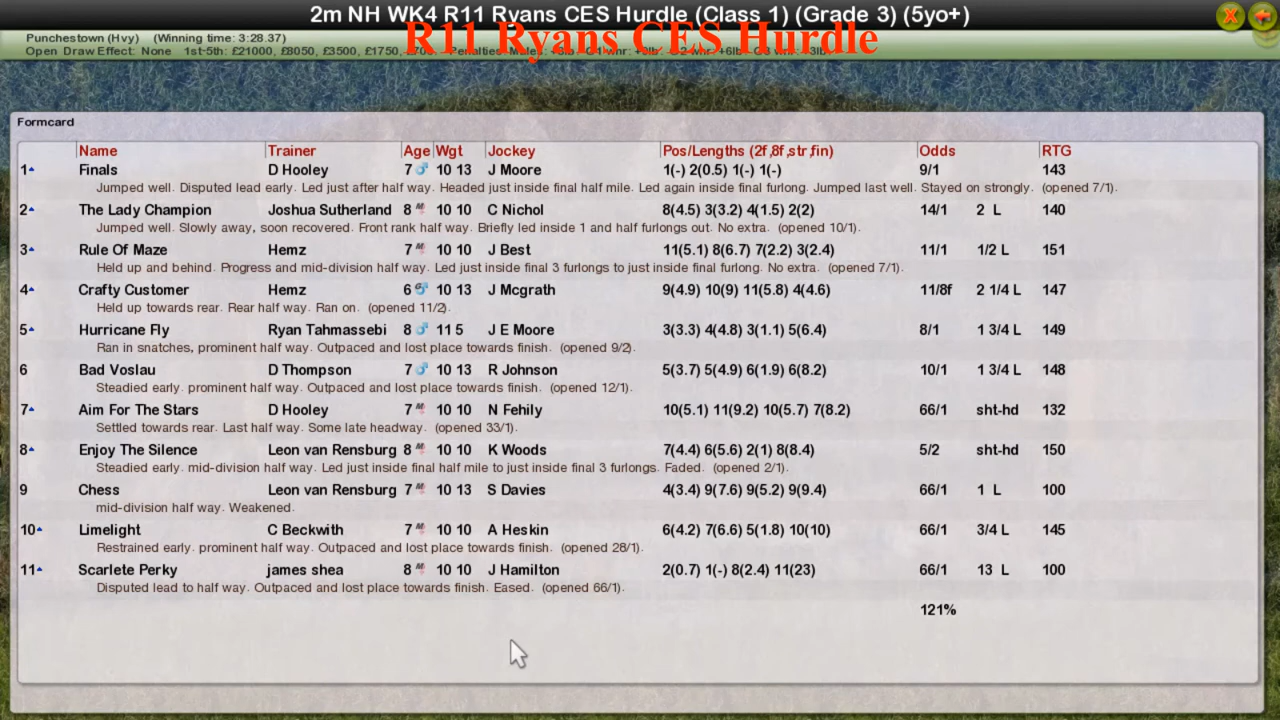 2m NH WK4 R11 Ryans CES Hurdle (Class 1) (Grade 3) (5yo+)
R11 Ryans CES Hurdle
Punchestown (Hvy) (Winning time: 3:28.37)
Open Draw Effect: None 1st-5th: £21000, £8050, £3500, £1750,
Formcard
Name Trainer Age Wgt Jockey Pos/Lengths (2f,8f,str,fin) Odds RTG
1 Finals D Hooley 7 10 13 J Moore 1(-) 2(0.5) 1(-) 1(-) 9/1 143
Jumped well. Disputed lead early. Led just after half way. Headed just inside final half mile. Led again inside final furlong. Jumped last well. Stayed on strongly. (opened 7/1).
2 The Lady Champion Joshua Sutherland 8 10 10 C Nichol 8(4.5) 3(3.2) 4(1.5) 2(2) 14/1 2 L 140
Jumped well. Slowly away, soon recovered. Front rank half way. Briefly led inside 1 and half furlongs out. No extra. (opened 10/1).
3 Rule Of Maze Hemz 7 10 10 J Best 11(5.1) 8(6.7) 7(2.2) 3(2.4) 11/1 1/2 L 151
Held up and behind. Progress and mid-division half way. Led just inside final 3 furlongs to just inside final furlong. No extra. (opened 7/1).
4 Crafty Customer Hemz 6 10 13 J Mcgrath 9(4.9) 10(9) 11(5.8) 4(4.6) 11/8f 2 1/4 L 147
Held up towards rear. Rear half way. Ran on. (opened 11/2).
5 Hurricane Fly Ryan Tahmassebi 8 11 5 J E Moore 3(3.3) 4(4.8) 3(1.1) 5(6.4) 8/1 1 3/4 L 149
Ran in snatches, prominent half way. Outpaced and lost place towards finish. (opened 9/2).
6 Bad Voslau D Thompson 7 10 13 R Johnson 5(3.7) 5(4.9) 6(1.9) 6(8.2) 10/1 1 3/4 L 148
Steadied early. prominent half way. Outpaced and lost place towards finish. (opened 12/1).
7 Aim For The Stars D Hooley 7 10 10 N Fehily 10(5.1) 11(9.2) 10(5.7) 7(8.2) 66/1 sht-hd 132
Settled towards rear. Last half way. Some late headway. (opened 33/1).
8 Enjoy The Silence Leon van Rensburg 8 10 10 K Woods 7(4.4) 6(5.6) 2(1) 8(8.4) 5/2 sht-hd 150
Steadied early. mid-division half way. Led just inside final half mile to just inside final 3 furlongs. Faded. (opened 2/1).
9 Chess Leon van Rensburg 7 10 13 S Davies 4(3.4) 9(7.6) 9(5.2) 9(9.4) 66/1 1 L 100
mid-division half way. Weakened.
10 Limelight C Beckwith 7 10 10 A Heskin 6(4.2) 7(6.6) 5(1.8) 10(10) 66/1 3/4 L 145
Restrained early. prominent half way. Outpaced and lost place towards finish. (opened 28/1).
11 Scarlete Perky james shea 8 10 10 J Hamilton 2(0.7) 1(-) 8(2.4) 11(23) 66/1 13 L 100
Disputed lead to half way. Outpaced and lost place towards finish. Eased. (opened 66/1).
121%